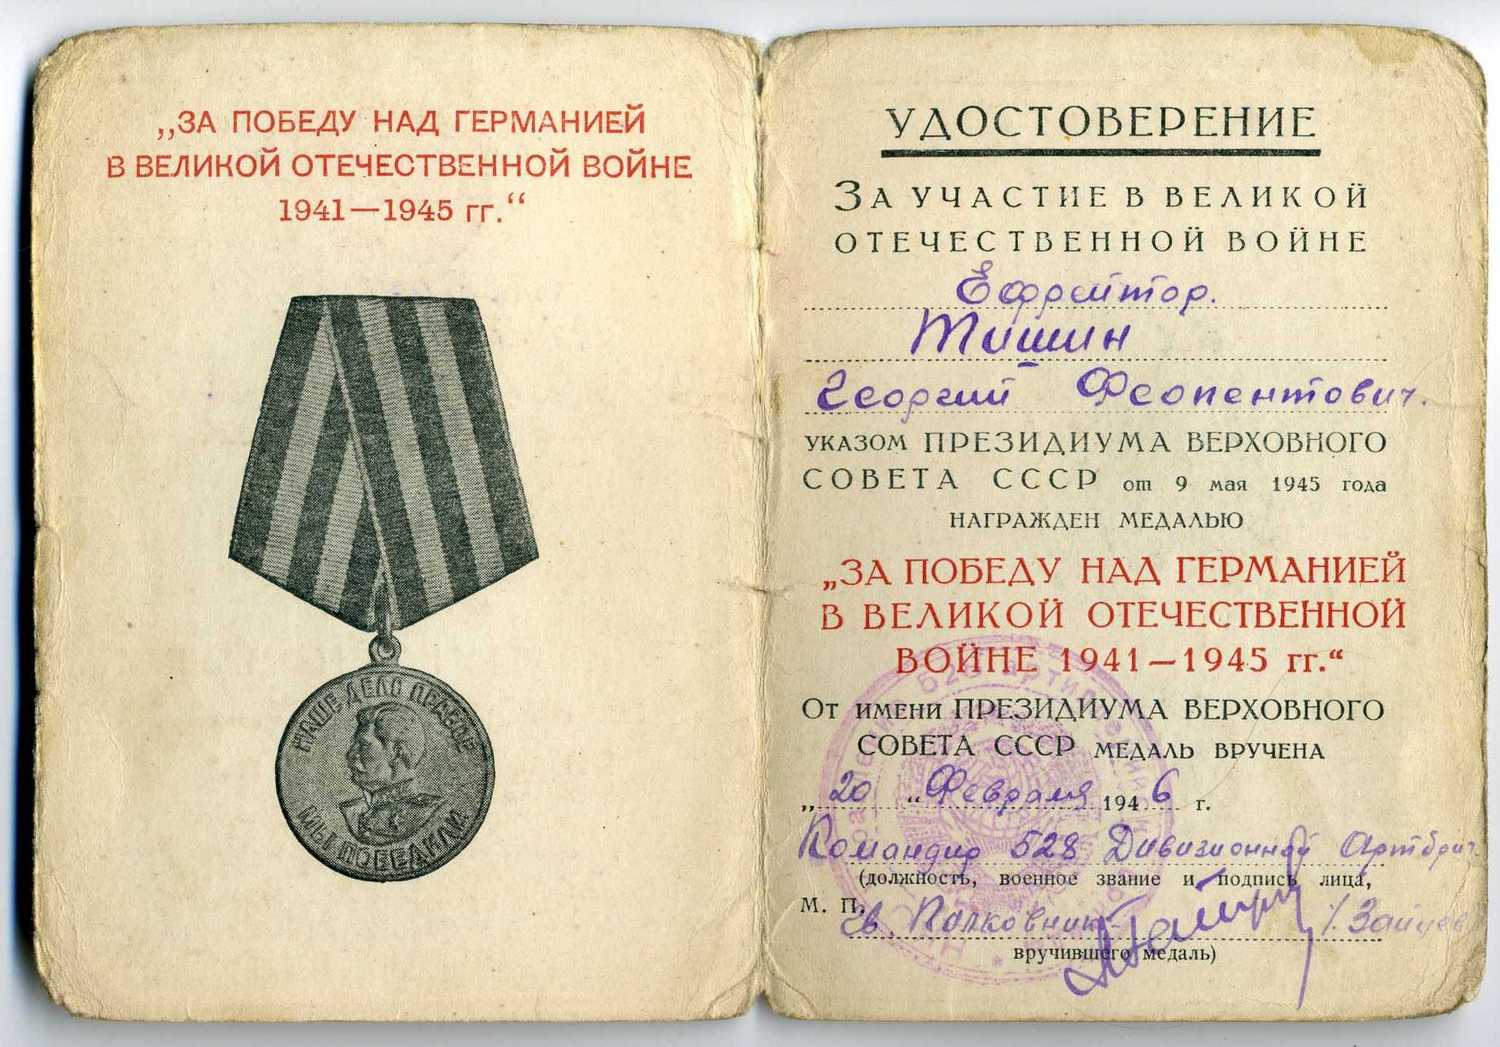 „ЗА ПОБЕДУ НАД ГЕРМАНИЕЙ
В ВЕЛИКОЙ ОТЕЧЕСТВЕННОЙ ВОЙНЕ
1941—1945 гг.“
НАШЕ ДЕЛО ПРАВОЕ
МЫ ПОБЕДИЛИ
УДОСТОВЕРЕНИЕ
ЗА УЧАСТИЕ В ВЕЛИКОЙ
ОТЕЧЕСТВЕННОЙ ВОЙНЕ
Ефрейтор.
Тишин
Георгий Феопентович.
УКАЗОМ ПРЕЗИДИУМА ВЕРХОВНОГО
СОВЕТА СССР от 9 мая 1945 года
НАГРАЖДЕН МЕДАЛЬЮ
„ЗА ПОБЕДУ НАД ГЕРМАНИЕЙ
В ВЕЛИКОЙ ОТЕЧЕСТВЕННОЙ
ВОЙНЕ 1941—1945 гг.“
От имени ПРЕЗИДИУМА ВЕРХОВНОГО
СОВЕТА СССР МЕДАЛЬ ВРУЧЕНА
„20“ Февраля 1946 г.
Командир 528 Дивизионной Артбриг.
(должность, военное звание и подпись лица,
М. П.
Гв. Полковник
/. Зайцев
вручившего медаль)